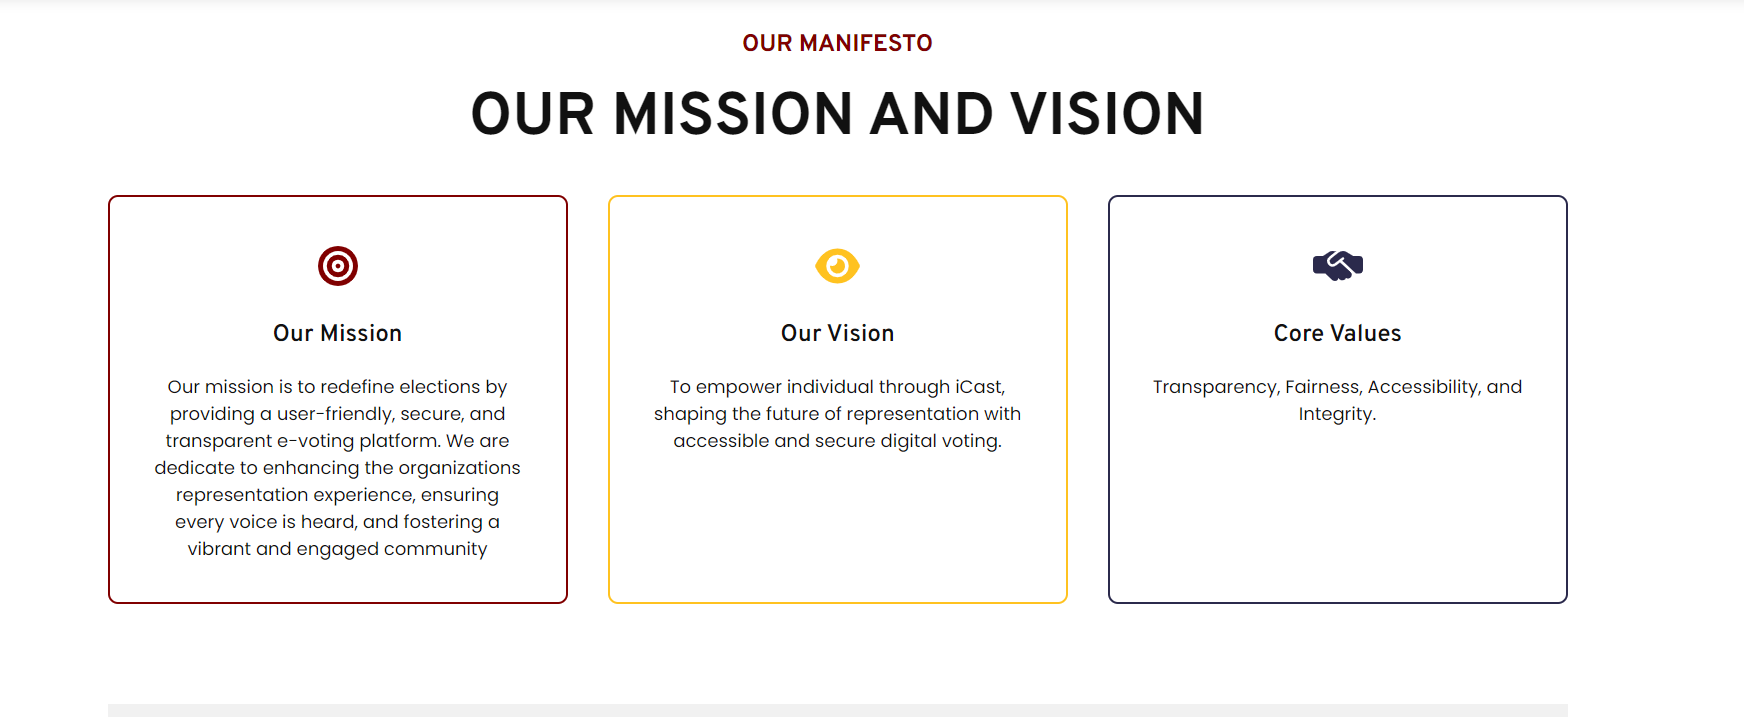 OUR MANIFESTO
OUR MISSION AND VISION
Our Mission
Our mission is to redefine elections by
providing a user-friendly, secure, and
transparent e-voting platform. We are
dedicate to enhancing the organizations
representation experience, ensuring
every voice is heard, and fostering a
vibrant and engaged community
Our Vision
To empower individual through iCast,
shaping the future of representation with
accessible and secure digital voting.
Core Values
Transparency, Fairness, Accessibility, and
Integrity.